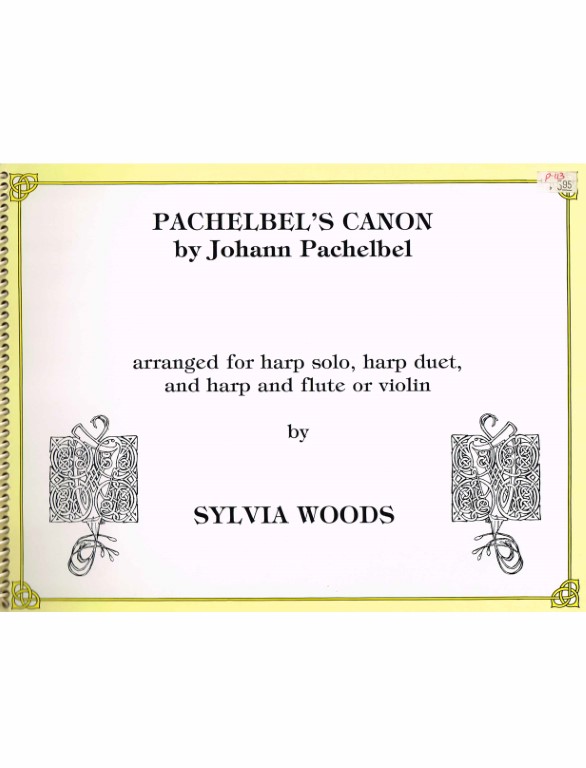 PACHELBEL'S CANON
by Johann Pachelbel
arranged for harp solo, harp duet,
and harp and flute or violin
by
SYLVIA WOODS